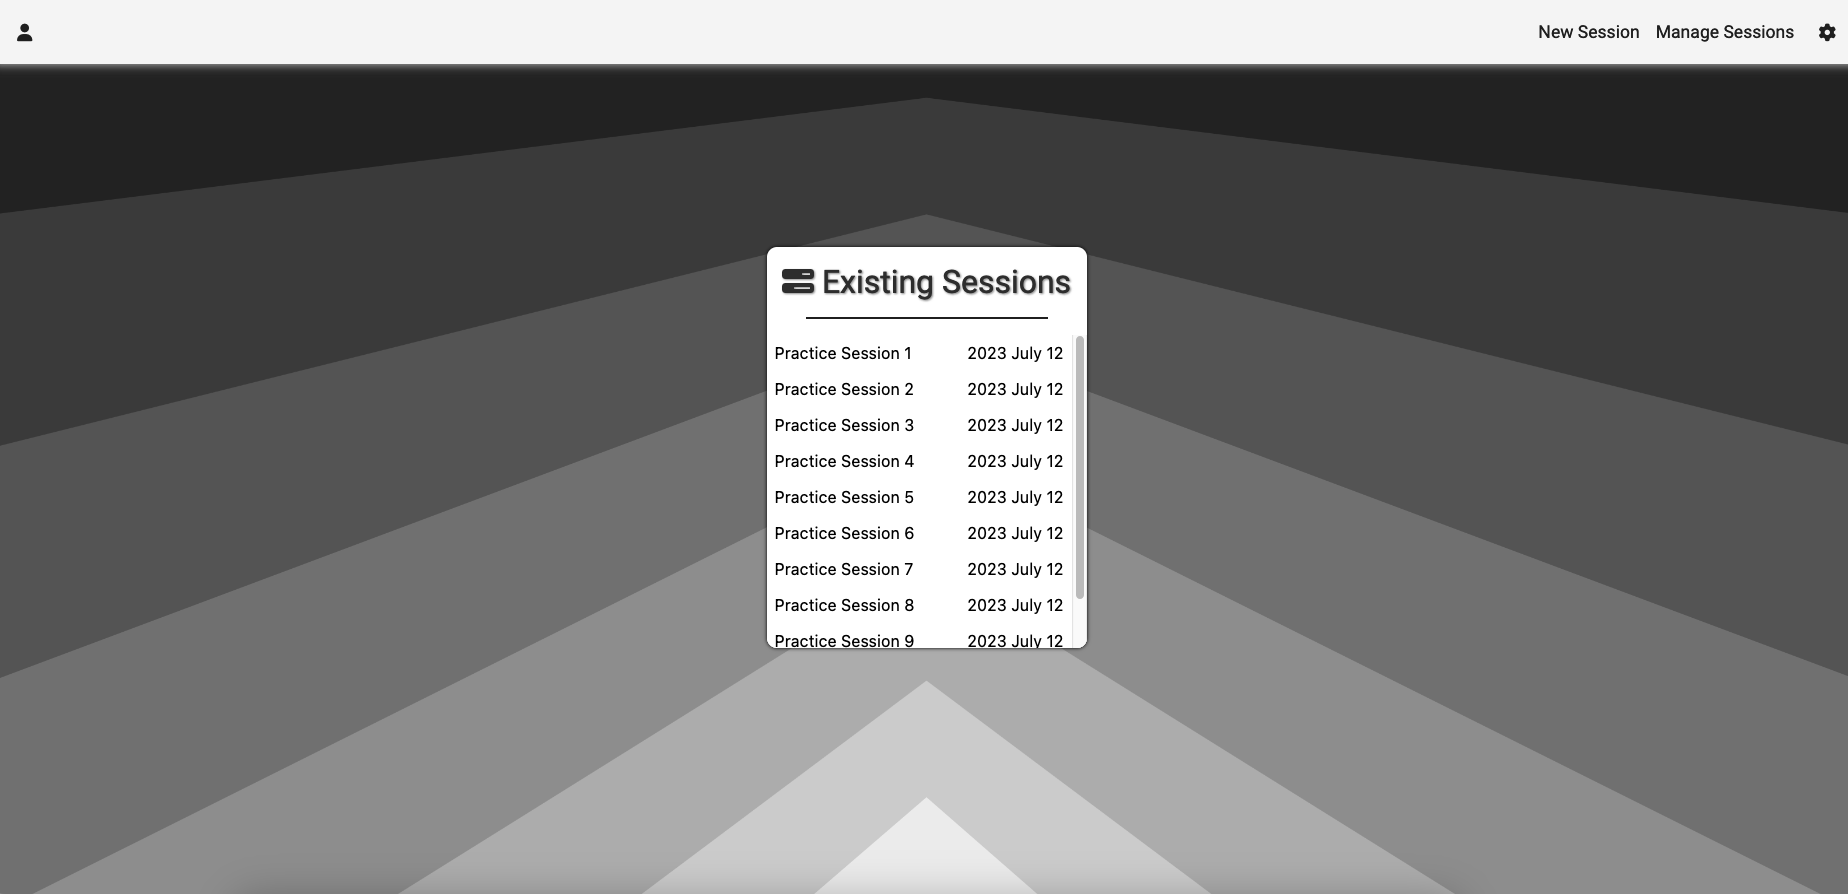 New Session Manage Sessions
Existing Sessions
Practice Session 1 2023 July 12
Practice Session 2 2023 July 12
Practice Session 3 2023 July 12
Practice Session 4 2023 July 12
Practice Session 5 2023 July 12
Practice Session 6 2023 July 12
Practice Session 7 2023 July 12
Practice Session 8 2023 July 12
Practice Session 9 2023 July 12